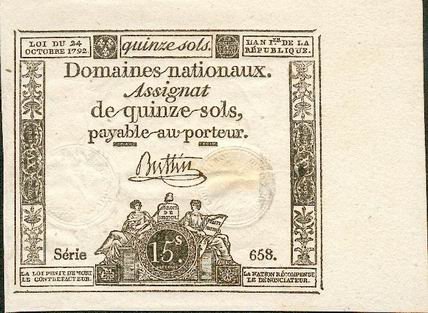 LOI DU 24
OCTOBRE 1792.
quinze sols.
L'AN 1ER DE LA
RÉPUBLIQUE.
Domaines nationaux.
Assignat
de quinze sols,
payable au porteur.
Buttin
Série
15s
658.
LA LOI PUNIT DE MORT
LE CONTREFACTEUR.
LA NATION RÉCOMPENSE
LE DÉNONCIATEUR.